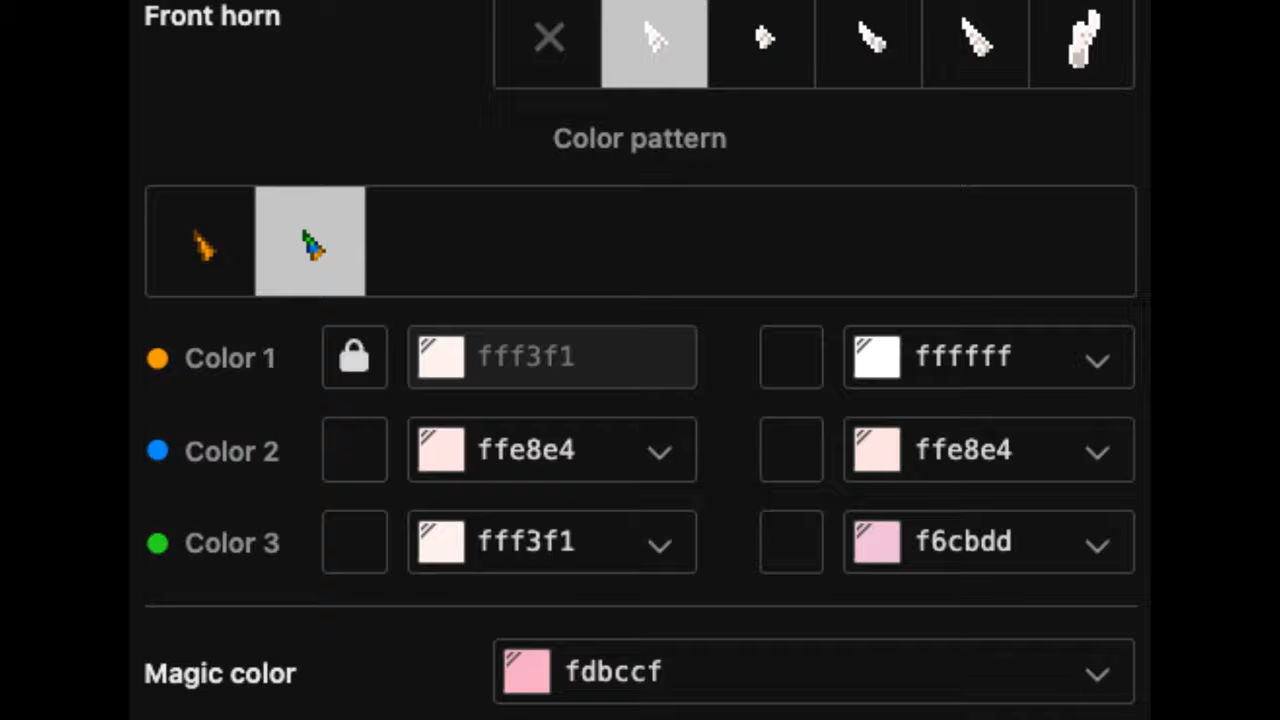 Front horn
Color pattern
Color 1 fff3f1 ffffff
Color 2 ffe8e4 ffe8e4
Color 3 fff3f1 f6cbdd
Magic color fdbccf